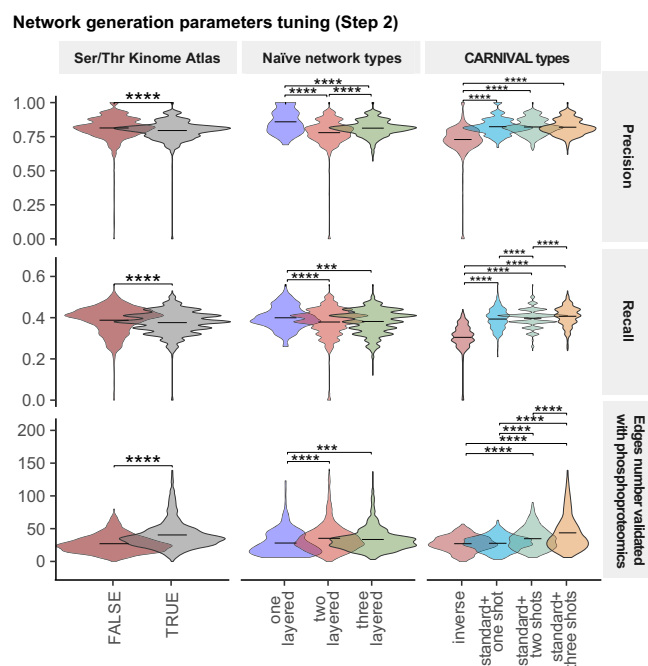 Network generation parameters tuning (Step 2)
Ser/Thr Kinome Atlas
Naïve network types
CARNIVAL types
Precision
1.00
0.75
0.50
0.25
0.00
****
****
****
****
****
****
****
Recall
0.6
0.4
0.2
0.0
****
***
****
****
****
****
****
****
Edges number validated
with phosphoproteomics
200
150
100
50
0
****
***
****
****
****
****
****
****
FALSE
TRUE
one
layered
two
layered
three
layered
inverse
standard+
one shot
standard+
two shots
standard+
three shots